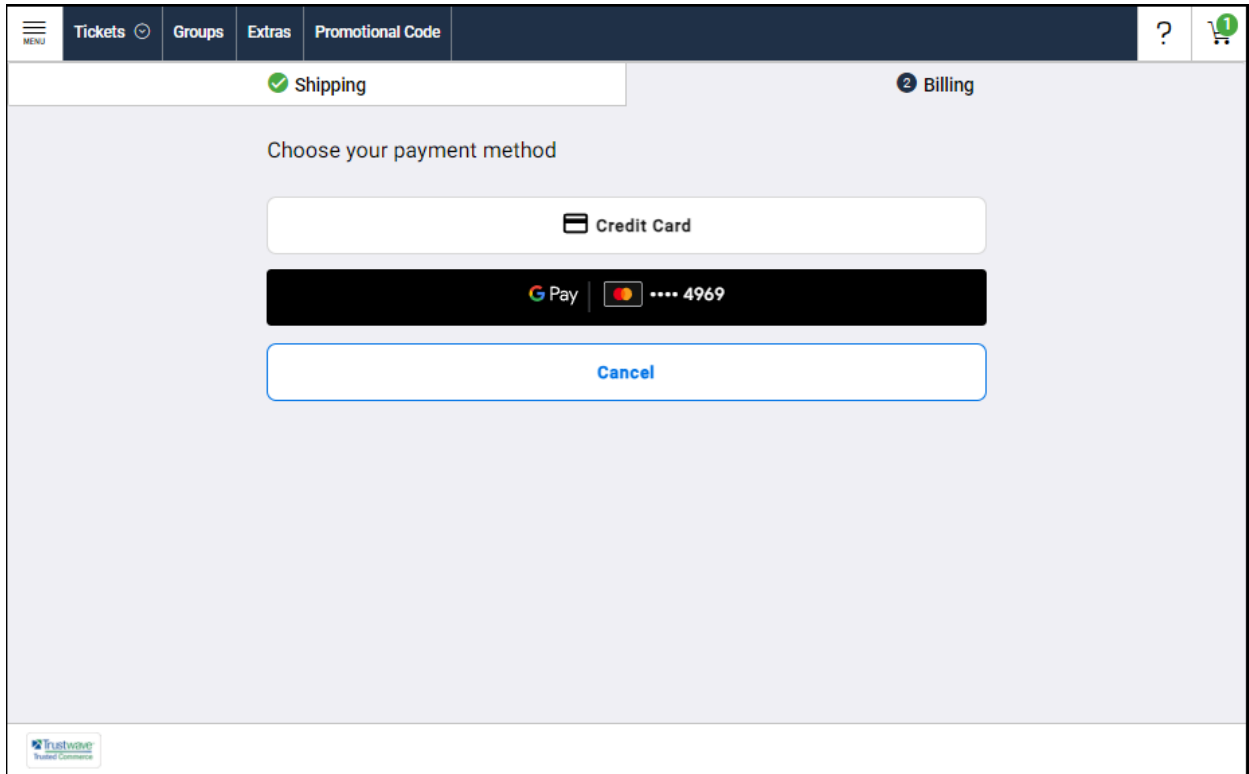 MENU
Tickets
Groups
Extras
Promotional Code
?
1
Shipping
2 Billing
Choose your payment method
Credit Card
G Pay •••• 4969
Cancel
Trustwave
Trusted Commerce